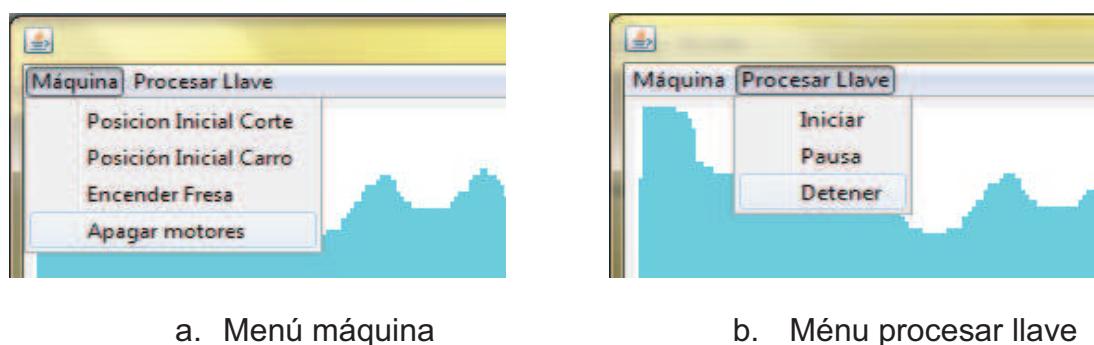 Máquina Procesar Llave
Posicion Inicial Corte
Posición Inicial Carro
Encender Fresa
Apagar motores
a. Menú máquina
Máquina Procesar Llave
Iniciar
Pausa
Detener
b. Ménu procesar llave